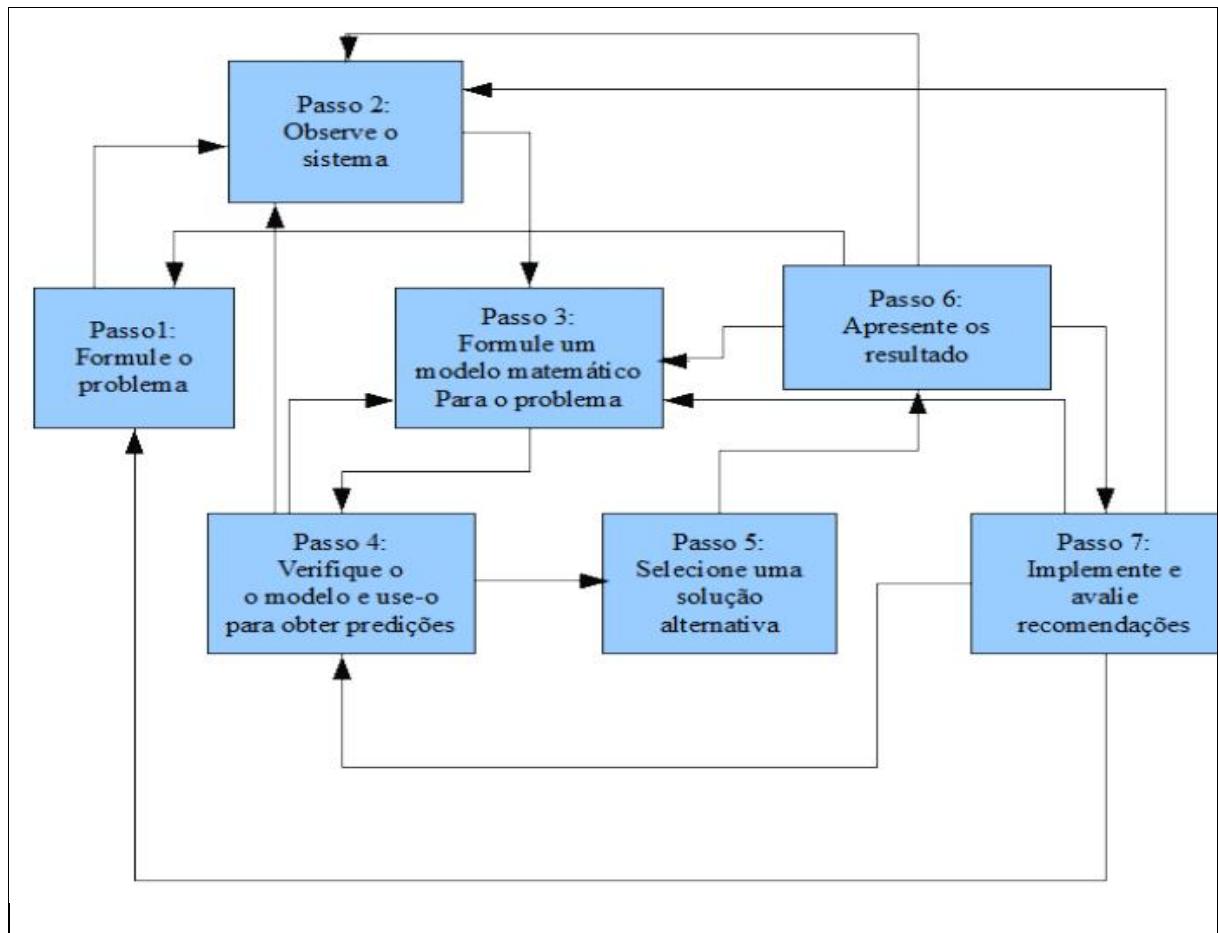 Passo 2:
Observe o
sistema
Passo1:
Formule o
problema
Passo 3:
Formule um
modelo matemático
Para o problema
Passo 6:
Apresente os
resultado
Passo 4:
Verifique o
o modelo e use-o
para obter predições
Passo 5:
Selecione uma
solução
alternativa
Passo 7:
Implemente e
avalie
recomendações